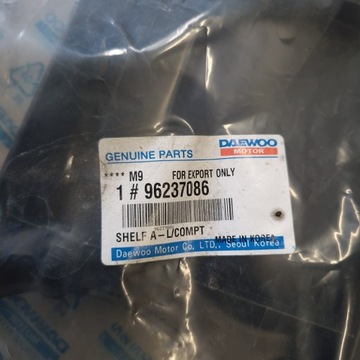 GENUINE PARTS
DAEWOO
MOTOR
**** M9 FOR EXPORT ONLY
1 # 96237086
SHELF A-L/COMPT MADE IN KOREA
Daewoo Motor Co, LTD., Seoul Korea